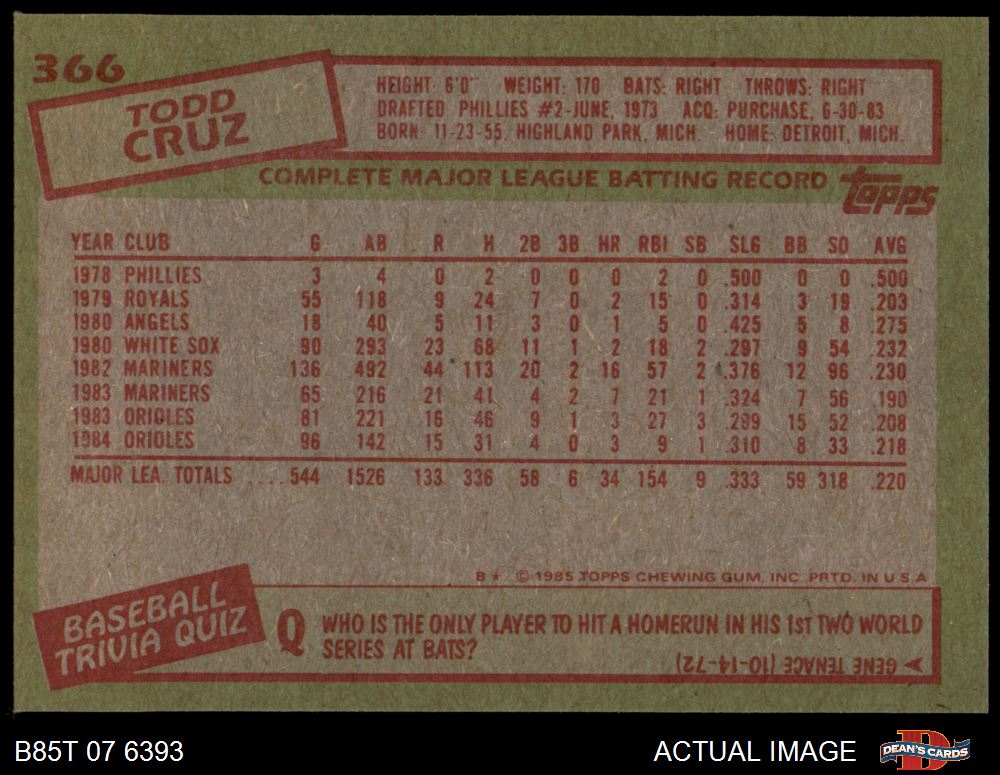 366
TODD
CRUZ
HEIGHT: 6'0" WEIGHT: 170 BATS: RIGHT THROWS: RIGHT
DRAFTED: PHILLIES #2-JUNE, 1973 ACQ: PURCHASE, 6-30-83
BORN: 11-23-55, HIGHLAND PARK, MICH. HOME: DETROIT, MICH.
COMPLETE MAJOR LEAGUE BATTING RECORD topps
YEAR CLUB G AB R H 2B 3B HR RBI SB SLG BB SO AVG
1978 PHILLIES 3 4 0 2 0 0 0 2 0 .500 0 0 .500
1979 ROYALS 55 118 9 24 7 0 2 15 0 .314 3 19 .203
1980 ANGELS 18 40 5 11 3 0 1 5 0 .425 5 8 .275
1980 WHITE SOX 90 293 23 68 11 1 2 18 2 .297 9 54 .232
1982 MARINERS 136 492 44 113 20 2 16 57 2 .376 12 96 .230
1983 MARINERS 65 216 21 41 4 2 7 21 1 .324 7 56 .190
1983 ORIOLES 81 221 16 46 9 1 3 27 3 .299 15 52 .208
1984 ORIOLES 96 142 15 31 4 0 3 9 1 .310 8 33 .218
MAJOR LEA. TOTALS .... 544 1526 133 336 58 6 34 154 9 .333 59 318 .220
B★ © 1985 TOPPS CHEWING GUM, INC. PRTD. IN U.S.A
BASEBALL
TRIVIA QUIZ
Q WHO IS THE ONLY PLAYER TO HIT A HOMERUN IN HIS 1ST TWO WORLD
SERIES AT BATS?
GENE TENACE (10-14-72)
B85T 07 6393
ACTUAL IMAGE
DEAN'S CARDS